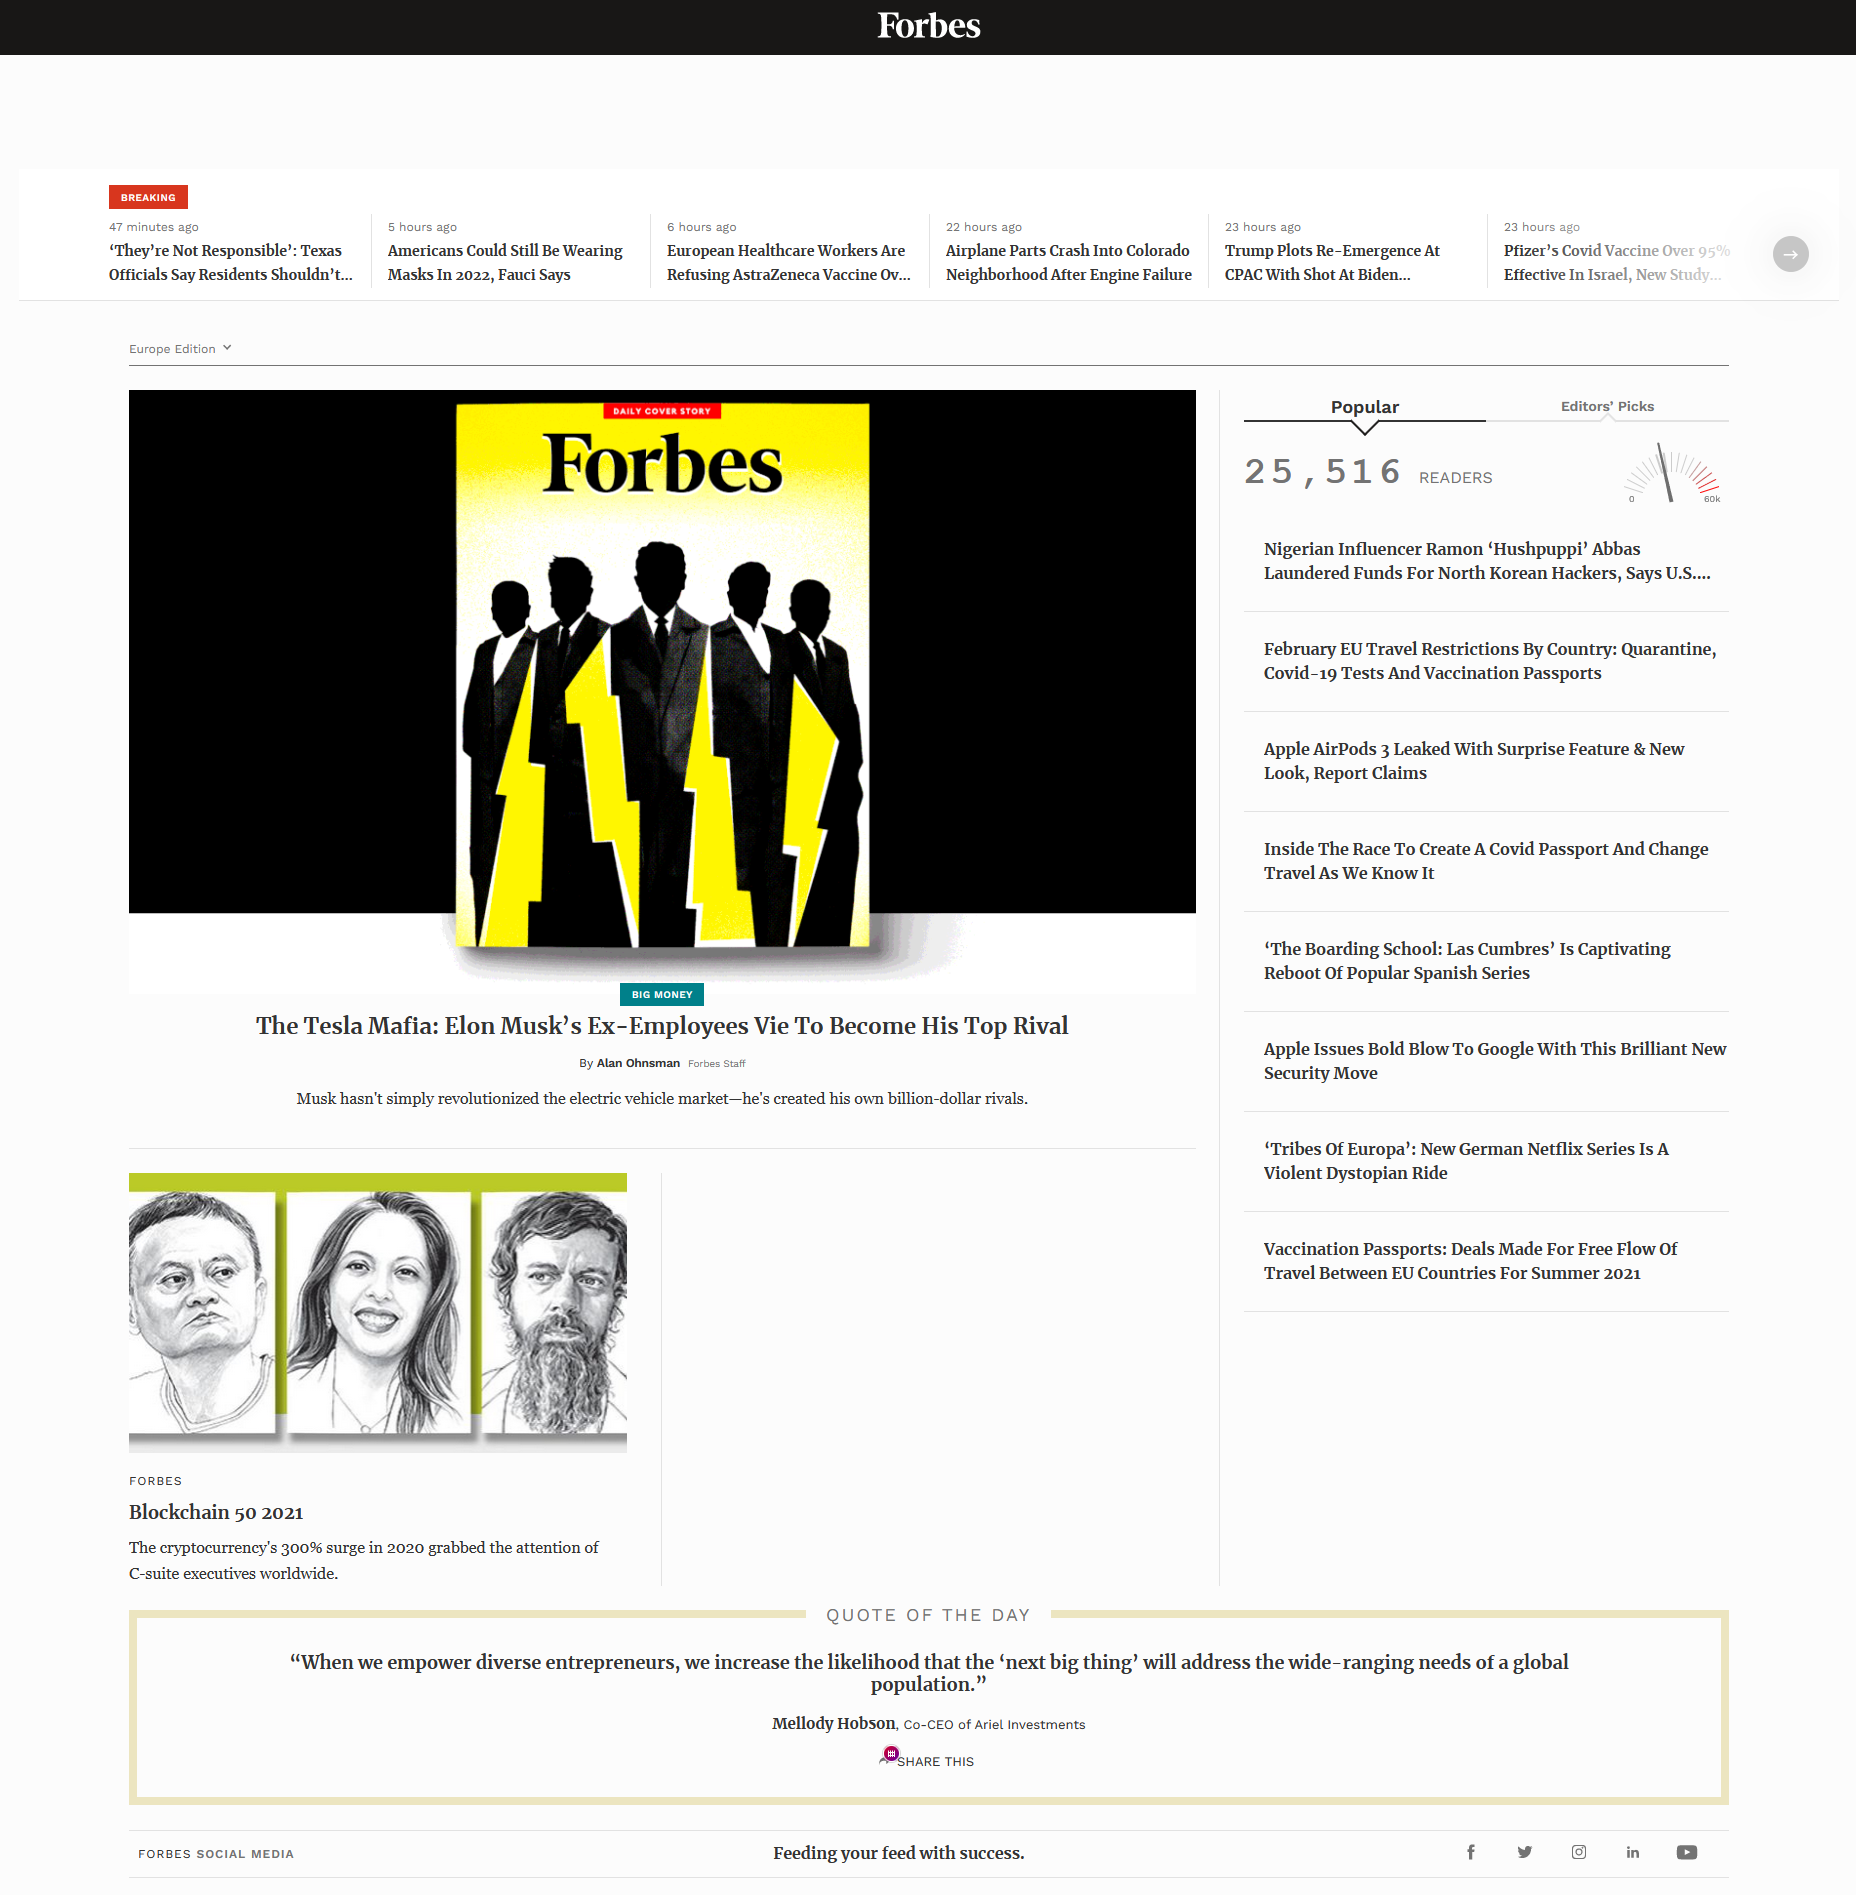 Forbes
BREAKING
47 minutes ago
‘They’re Not Responsible’: Texas
Officials Say Residents Shouldn’t...
5 hours ago
Americans Could Still Be Wearing
Masks In 2022, Fauci Says
6 hours ago
European Healthcare Workers Are
Refusing AstraZeneca Vaccine Ov...
22 hours ago
Airplane Parts Crash Into Colorado
Neighborhood After Engine Failure
23 hours ago
Trump Plots Re-Emergence At
CPAC With Shot At Biden...
23 hours ago
Pfizer’s Covid Vaccine Over 95%
Effective In Israel, New Study...
Europe Edition
DAILY COVER STORY
Forbes
BIG MONEY
The Tesla Mafia: Elon Musk’s Ex-Employees Vie To Become His Top Rival
By Alan Ohnsman Forbes Staff
Musk hasn't simply revolutionized the electric vehicle market—he's created his own billion-dollar rivals.
FORBES
Blockchain 50 2021
The cryptocurrency's 300% surge in 2020 grabbed the attention of
C-suite executives worldwide.
Popular
Editors’ Picks
25,516 READERS
0 60k
Nigerian Influencer Ramon ‘Hushpuppi’ Abbas
Laundered Funds For North Korean Hackers, Says U.S....
February EU Travel Restrictions By Country: Quarantine,
Covid-19 Tests And Vaccination Passports
Apple AirPods 3 Leaked With Surprise Feature & New
Look, Report Claims
Inside The Race To Create A Covid Passport And Change
Travel As We Know It
‘The Boarding School: Las Cumbres’ Is Captivating
Reboot Of Popular Spanish Series
Apple Issues Bold Blow To Google With This Brilliant New
Security Move
‘Tribes Of Europa’: New German Netflix Series Is A
Violent Dystopian Ride
Vaccination Passports: Deals Made For Free Flow Of
Travel Between EU Countries For Summer 2021
QUOTE OF THE DAY
“When we empower diverse entrepreneurs, we increase the likelihood that the ‘next big thing’ will address the wide-ranging needs of a global
population.”
Mellody Hobson, Co-CEO of Ariel Investments
SHARE THIS
FORBES SOCIAL MEDIA
Feeding your feed with success.